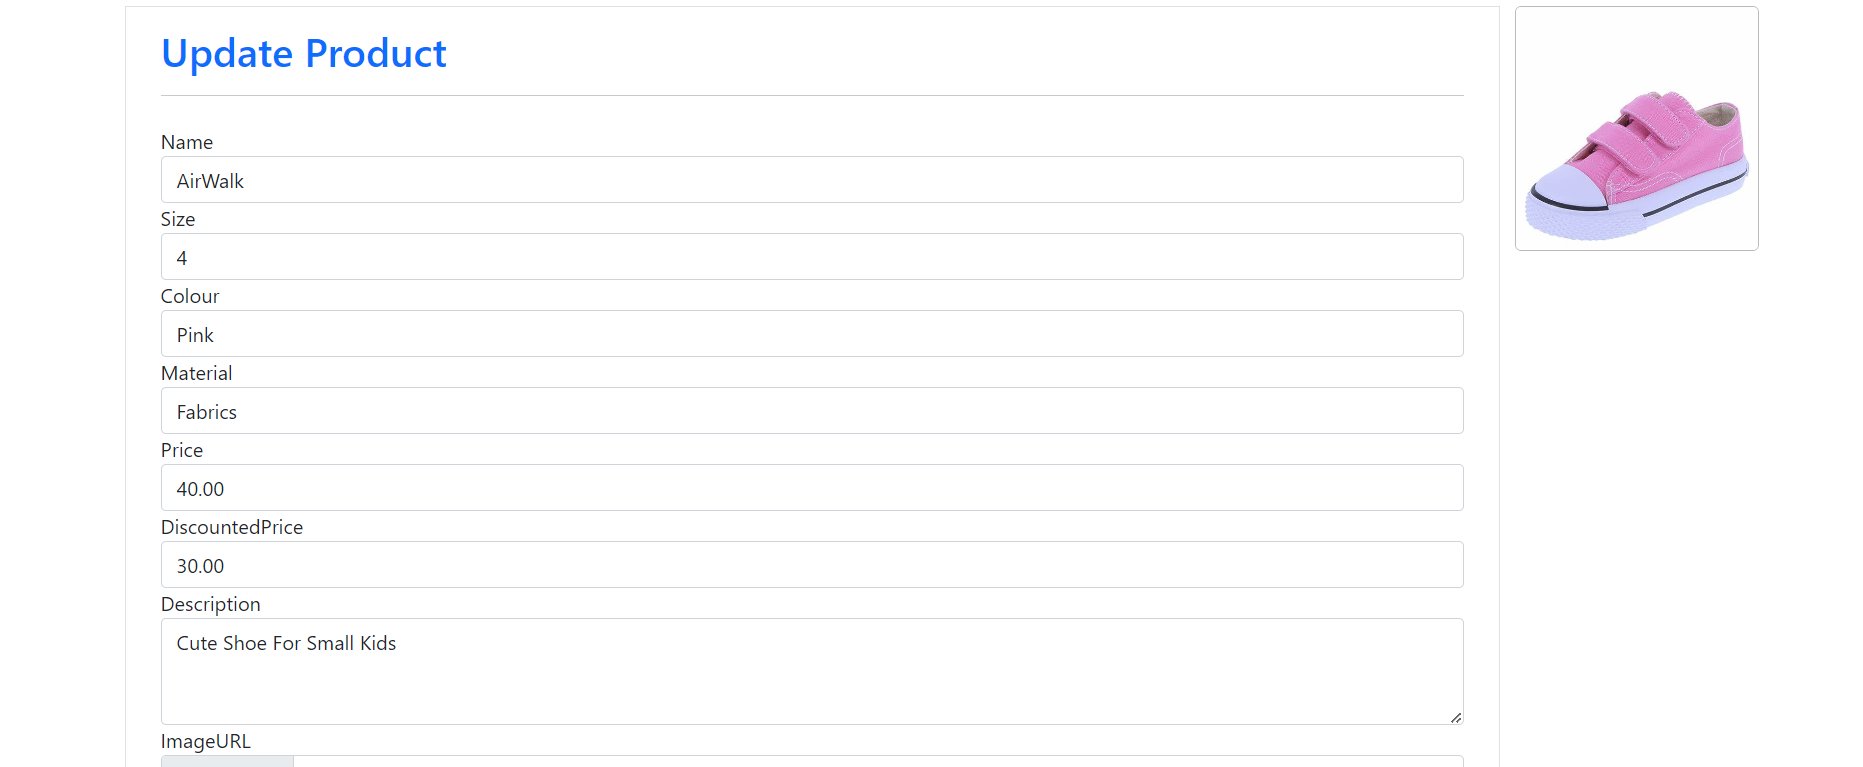 Update Product
Name
AirWalk
Size
4
Colour
Pink
Material
Fabrics
Price
40.00
DiscountedPrice
30.00
Description
Cute Shoe For Small Kids
ImageURL